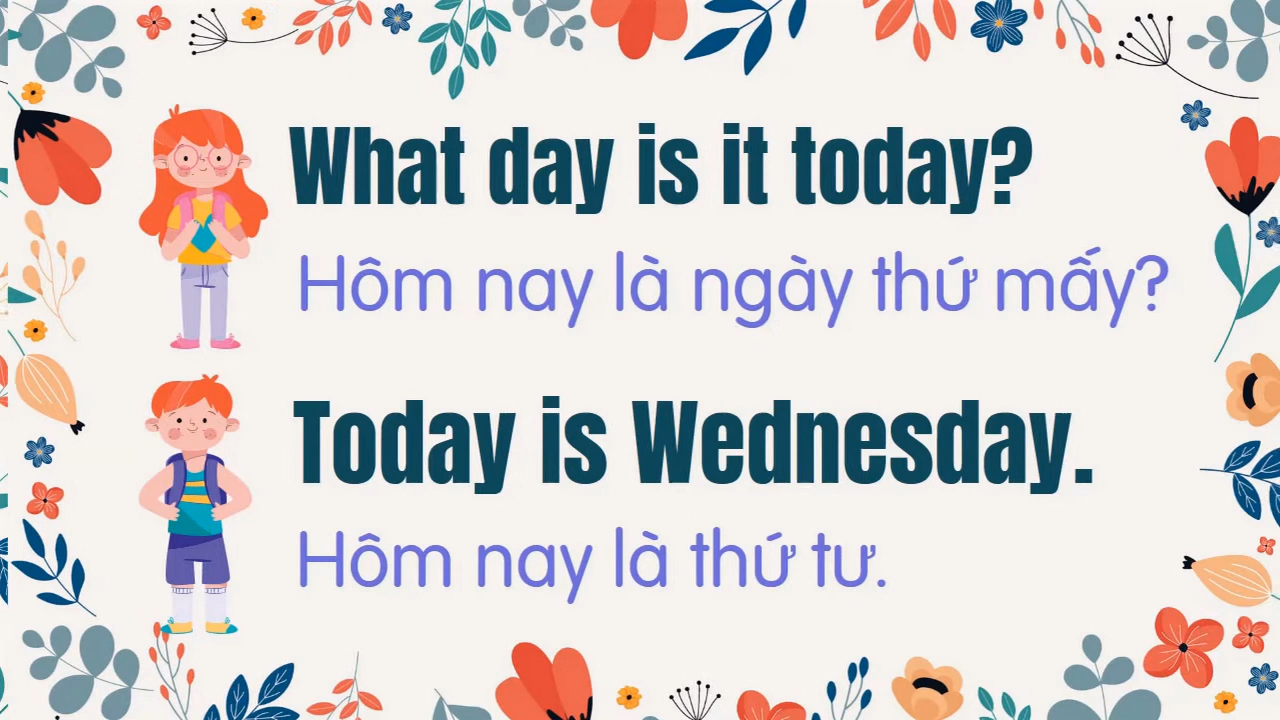 What day is it today?
Hôm nay là ngày thứ mấy?
Today is Wednesday.
Hôm nay là thứ tư.